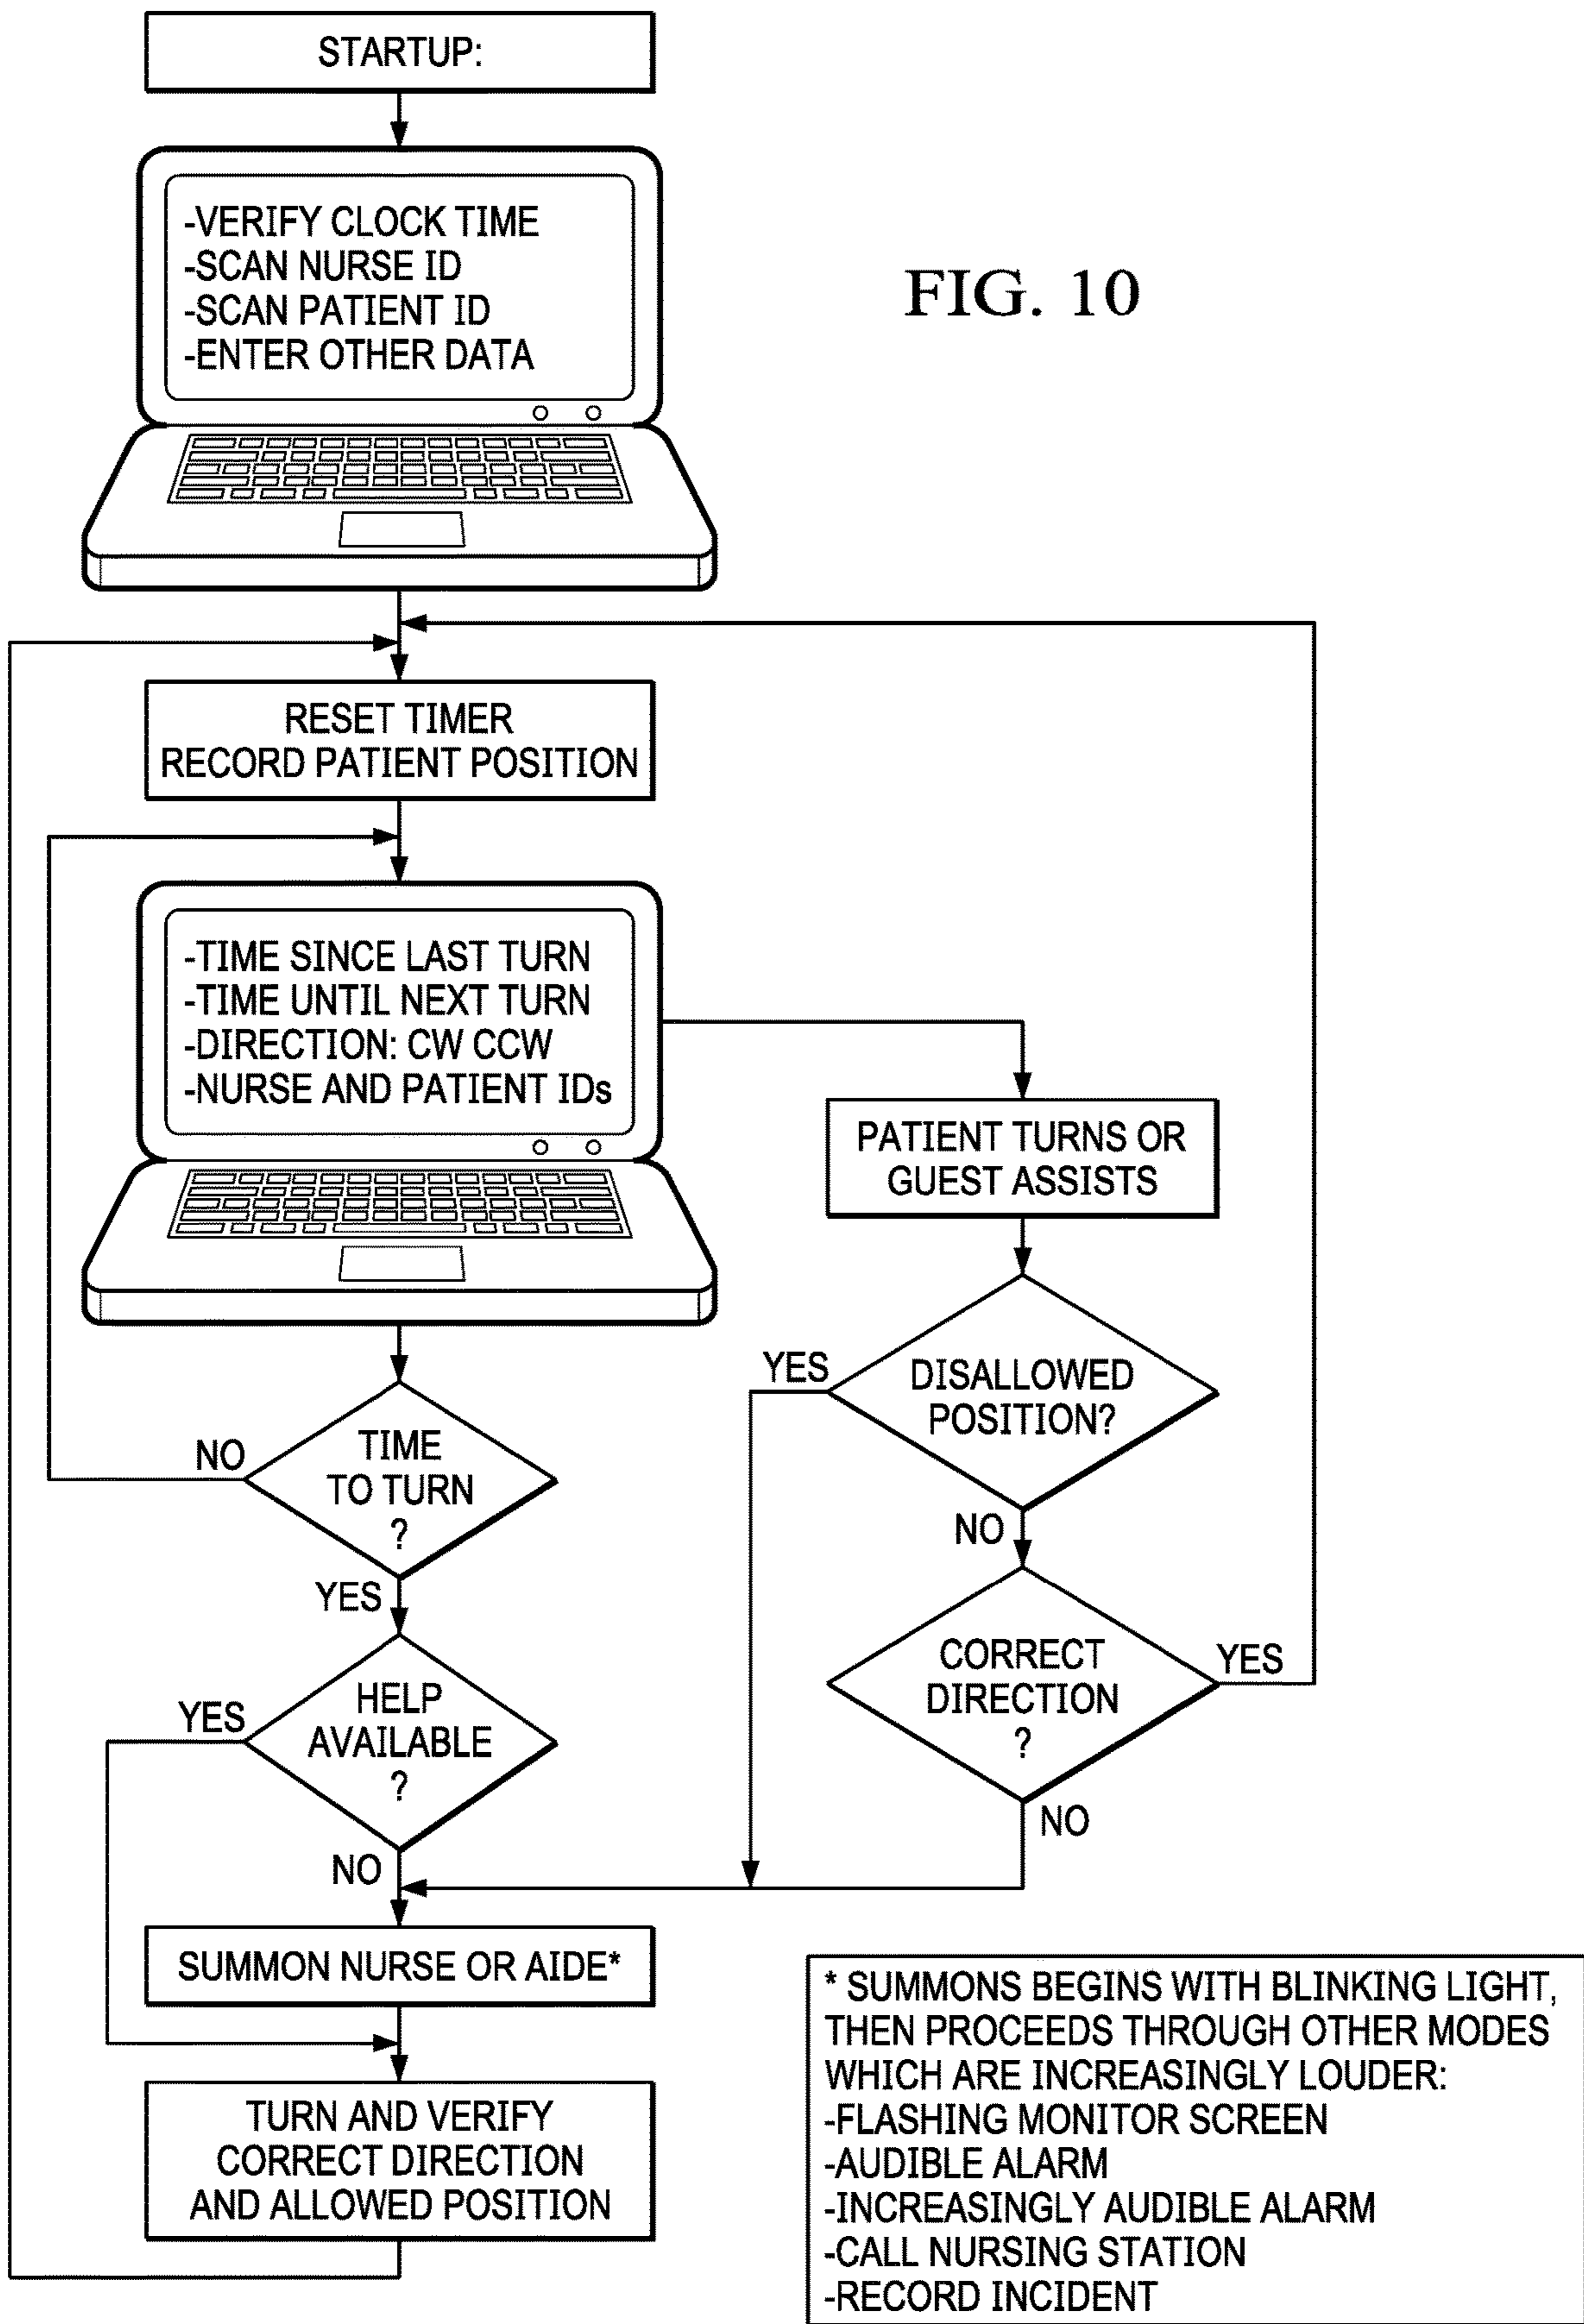 STARTUP:
-VERIFY CLOCK TIME
-SCAN NURSE ID
-SCAN PATIENT ID
-ENTER OTHER DATA
FIG. 10
RESET TIMER
RECORD PATIENT POSITION
-TIME SINCE LAST TURN
-TIME UNTIL NEXT TURN
-DIRECTION: CW CCW
-NURSE AND PATIENT IDs
PATIENT TURNS OR
GUEST ASSISTS
YES
DISALLOWED
POSITION?
NO
NO
TIME
TO TURN
?
YES
CORRECT
DIRECTION
?
YES
NO
YES
HELP
AVAILABLE
?
NO
SUMMON NURSE OR AIDE*
TURN AND VERIFY
CORRECT DIRECTION
AND ALLOWED POSITION
* SUMMONS BEGINS WITH BLINKING LIGHT,
THEN PROCEEDS THROUGH OTHER MODES
WHICH ARE INCREASINGLY LOUDER:
-FLASHING MONITOR SCREEN
-AUDIBLE ALARM
-INCREASINGLY AUDIBLE ALARM
-CALL NURSING STATION
-RECORD INCIDENT